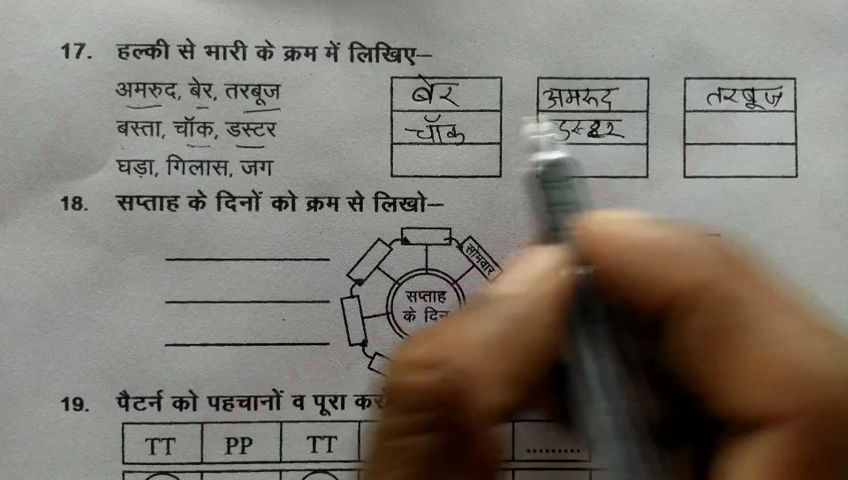 17. हल्की से भारी के क्रम में लिखिए–
अमरुद, बेर, तरबूज बेर अमरुद तरबूज
बस्ता, चॉक, डस्टर चॉक डस्टर
घड़ा, गिलास, जग
18. सप्ताह के दिनों को क्रम से लिखो–
सोमवार
सप्ताह
के दिन
19. पैटर्न को पहचानों व पूरा
TT PP TT .........